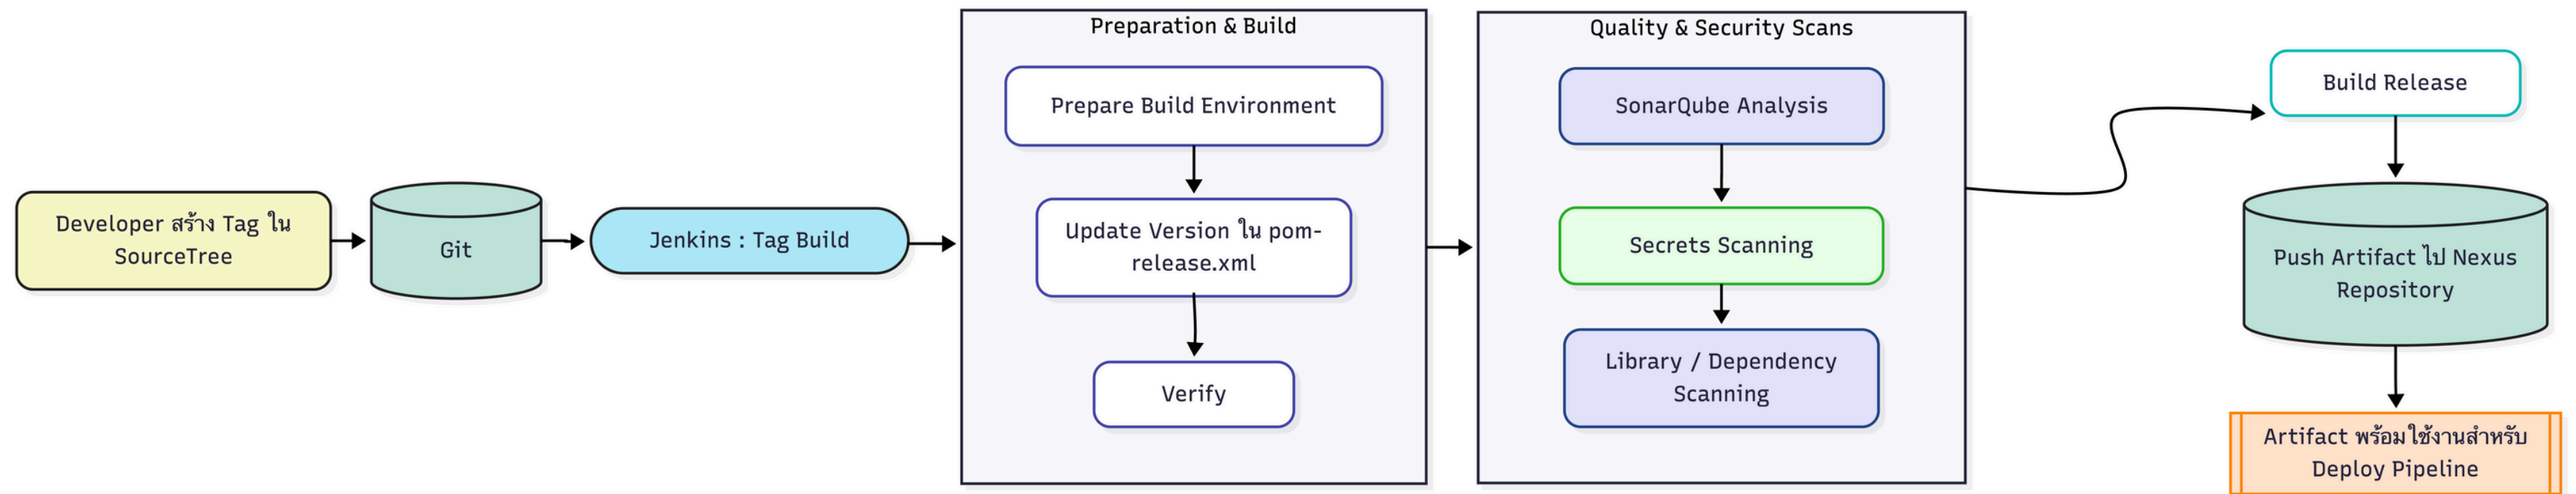 Developer สร้าง Tag ใน
SourceTree
Git
Jenkins : Tag Build
Preparation & Build
Prepare Build Environment
Update Version ใน pom-
release.xml
Verify
Quality & Security Scans
SonarQube Analysis
Secrets Scanning
Library / Dependency
Scanning
Build Release
Push Artifact ไป Nexus
Repository
Artifact พร้อมใช้งานสำหรับ
Deploy Pipeline